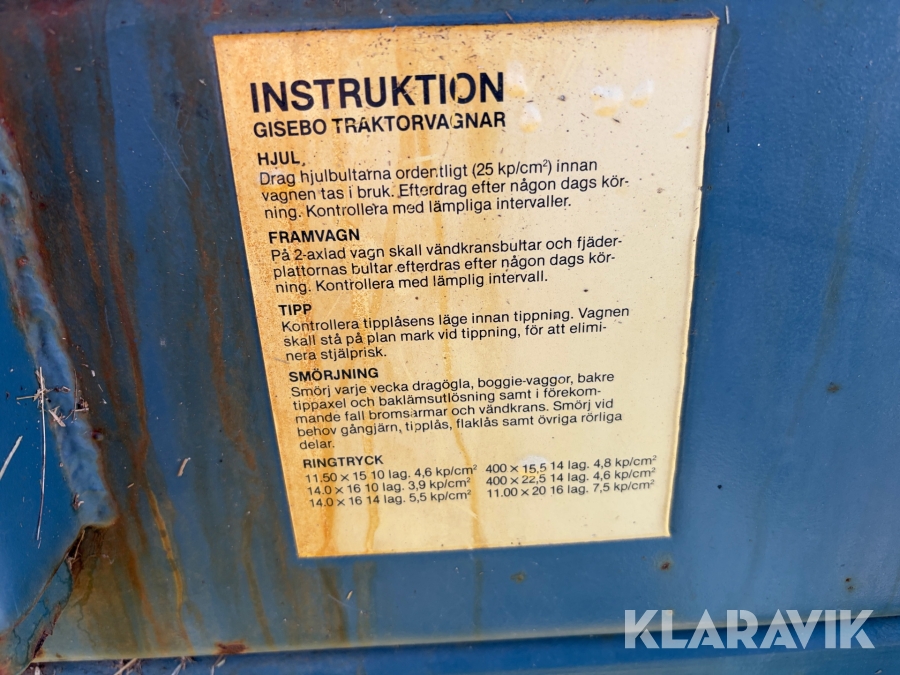 INSTRUKTION
GISEBO TRAKTORVAGNAR
HJUL
Drag hjulbultarna ordentligt (25 kp/cm²) innan
vagnen tas i bruk. Efterdrag efter någon dags kör-
ning. Kontrollera med lämpliga intervaller.
FRAMVAGN
På 2-axlad vagn skall vändkransbultar och fjäder-
plattornas bultar efterdras efter någon dags kör-
ning. Kontrollera med lämplig intervall.
TIPP
Kontrollera tipplåsens läge innan tippning. Vagnen
skall stå på plan mark vid tippning, för att elimi-
nera stjälprisk.
SMÖRJNING
Smörj varje vecka dragögla, boggie-vaggor, bakre
tippaxel och baklämsutlösning samt i förekom-
mande fall bromsarmar och vändkrans. Smörj vid
behov gångjärn, tipplås, flaklås samt övriga rörliga
delar.
RINGTRYCK
11.50 x 15 10 lag. 4,6 kp/cm² 400 x 15,5 14 lag. 4,8 kp/cm²
14.0 x 16 10 lag. 3,9 kp/cm² 400 x 22,5 14 lag. 4,6 kp/cm²
14.0 x 16 14 lag. 5,5 kp/cm² 11.00 x 20 16 lag. 7,5 kp/cm²
KLARAVIK